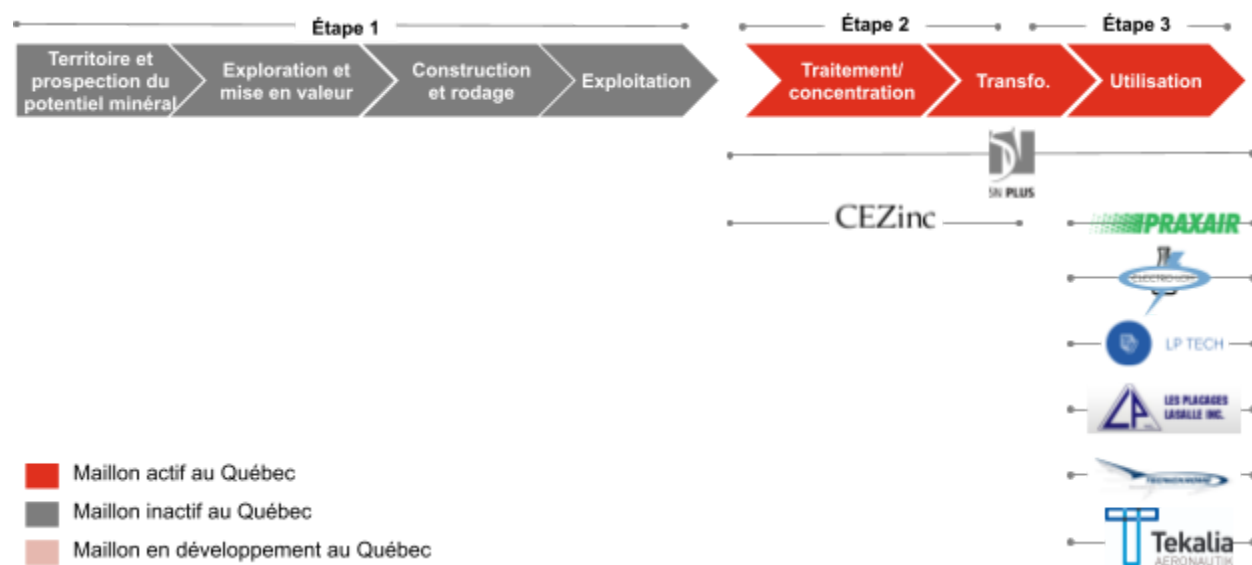 Étape 1
Étape 2
Étape 3
Territoire et
prospection du
potentiel minéral
Exploration et
mise en valeur
Construction
et rodage
Exploitation
Traitement/
concentration
Transfo.
Utilisation
SN PLUS
CEZinc
PRAXAIR
LP TECH
LES PLACAGES
LASALLE INC.
Maillon actif au Québec
Maillon inactif au Québec
Maillon en développement au Québec
Tekalia
AERONAUTIK